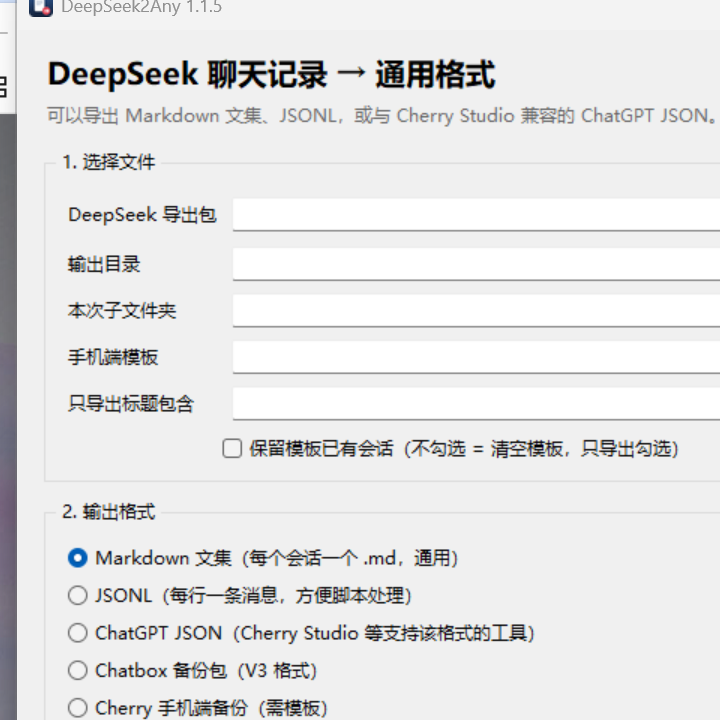 DeepSeek2Any 1.1.5
DeepSeek 聊天记录 → 通用格式
可以导出 Markdown 文集、JSONL，或与 Cherry Studio 兼容的 ChatGPT JSON。
1. 选择文件
DeepSeek 导出包
输出目录
本次子文件夹
手机端模板
只导出标题包含
保留模板已有会话（不勾选 = 清空模板，只导出勾选）
2. 输出格式
Markdown 文集（每个会话一个 .md，通用）
JSONL（每行一条消息，方便脚本处理）
ChatGPT JSON（Cherry Studio 等支持该格式的工具）
Chatbox 备份包（V3 格式）
Cherry 手机端备份（需模板）